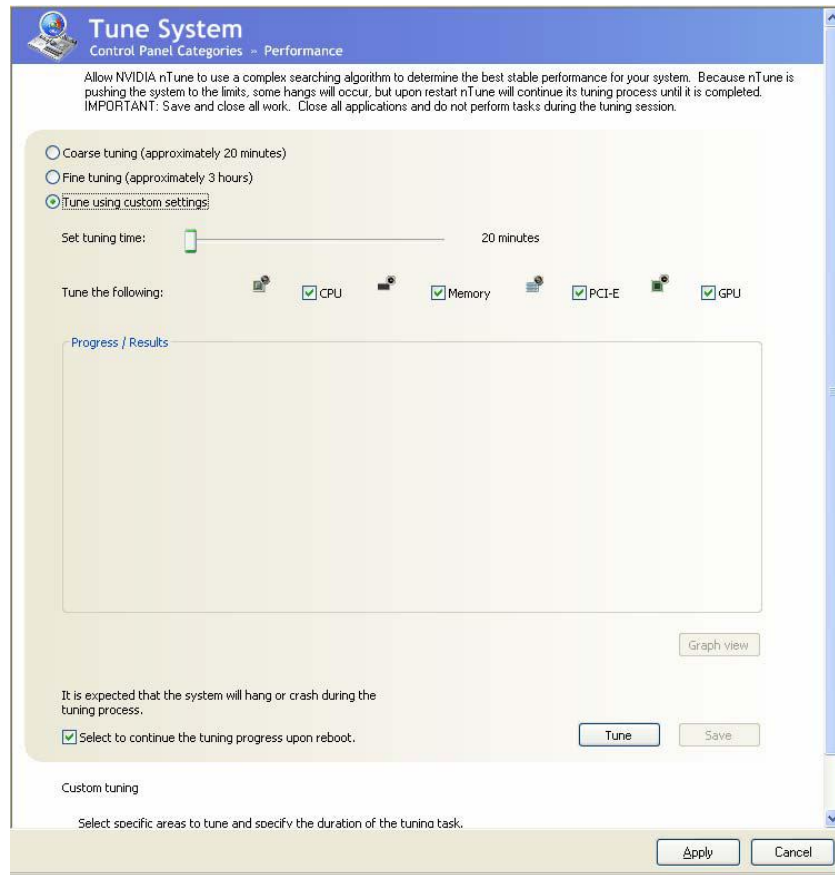 Tune System
Control Panel Categories » Performance
Allow NVIDIA nTune to use a complex searching algorithm to determine the best stable performance for your system. Because nTune is
pushing the system to the limits, some hangs will occur, but upon restart nTune will continue its tuning process until it is completed.
IMPORTANT: Save and close all work. Close all applications and do not perform tasks during the tuning session.
Coarse tuning (approximately 20 minutes)
Fine tuning (approximately 3 hours)
Tune using custom settings
Set tuning time: 20 minutes
Tune the following: CPU Memory PCI-E GPU
Progress / Results
Graph view
It is expected that the system will hang or crash during the
tuning process.
Select to continue the tuning progress upon reboot.
Tune Save
Custom tuning
Select specific areas to tune and specify the duration of the tuning task.
Apply Cancel